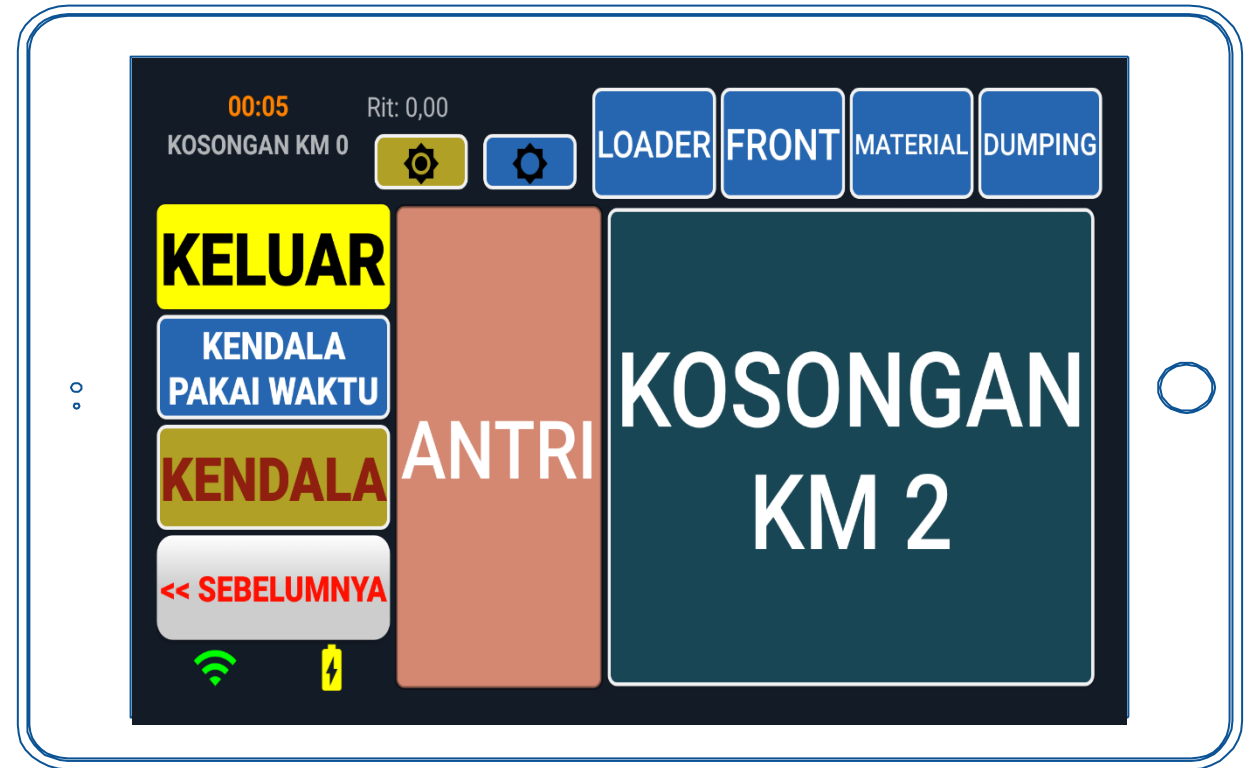 00:05
Rit: 0,00
KOSONGAN KM 0
LOADER
FRONT
MATERIAL
DUMPING
KELUAR
KENDALA
PAKAI WAKTU
KENDALA
<< SEBELUMNYA
ANTRI
KOSONGAN
KM 2